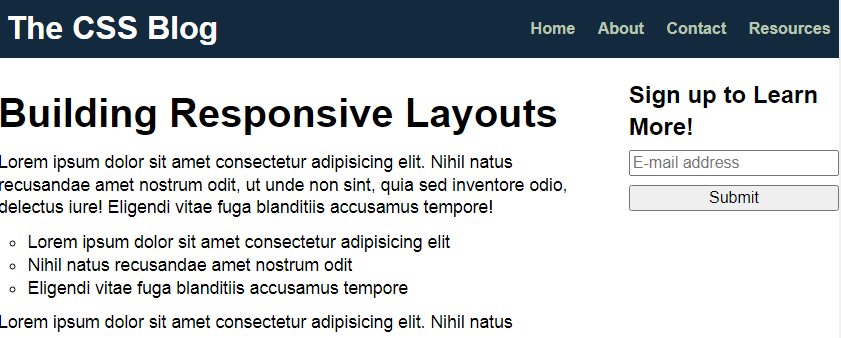 The CSS Blog
Home About Contact Resources
Building Responsive Layouts
Lorem ipsum dolor sit amet consectetur adipisicing elit. Nihil natus
recusandae amet nostrum odit, ut unde non sint, quia sed inventore odio,
delectus iure! Eligendi vitae fuga blanditiis accusamus tempore!
Lorem ipsum dolor sit amet consectetur adipisicing elit
Nihil natus recusandae amet nostrum odit
Eligendi vitae fuga blanditiis accusamus tempore
Lorem ipsum dolor sit amet consectetur adipisicing elit. Nihil natus
Sign up to Learn
More!
E-mail address
Submit